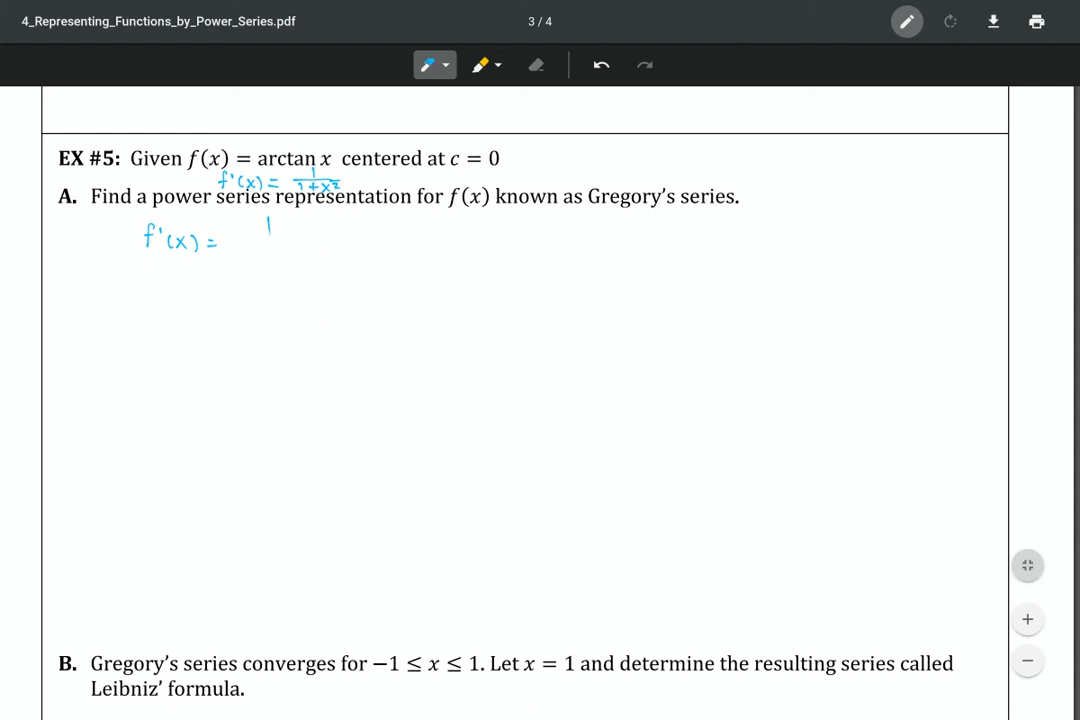 4_Representing_Functions_by_Power_Series.pdf 3 / 4
EX #5: Given f(x) = arctan x centered at c = 0
f'(x) = 1/(1+x²)
A. Find a power series representation for f(x) known as Gregory's series.
f'(x) = 1
B. Gregory's series converges for −1 ≤ x ≤ 1. Let x = 1 and determine the resulting series called
Leibniz' formula.